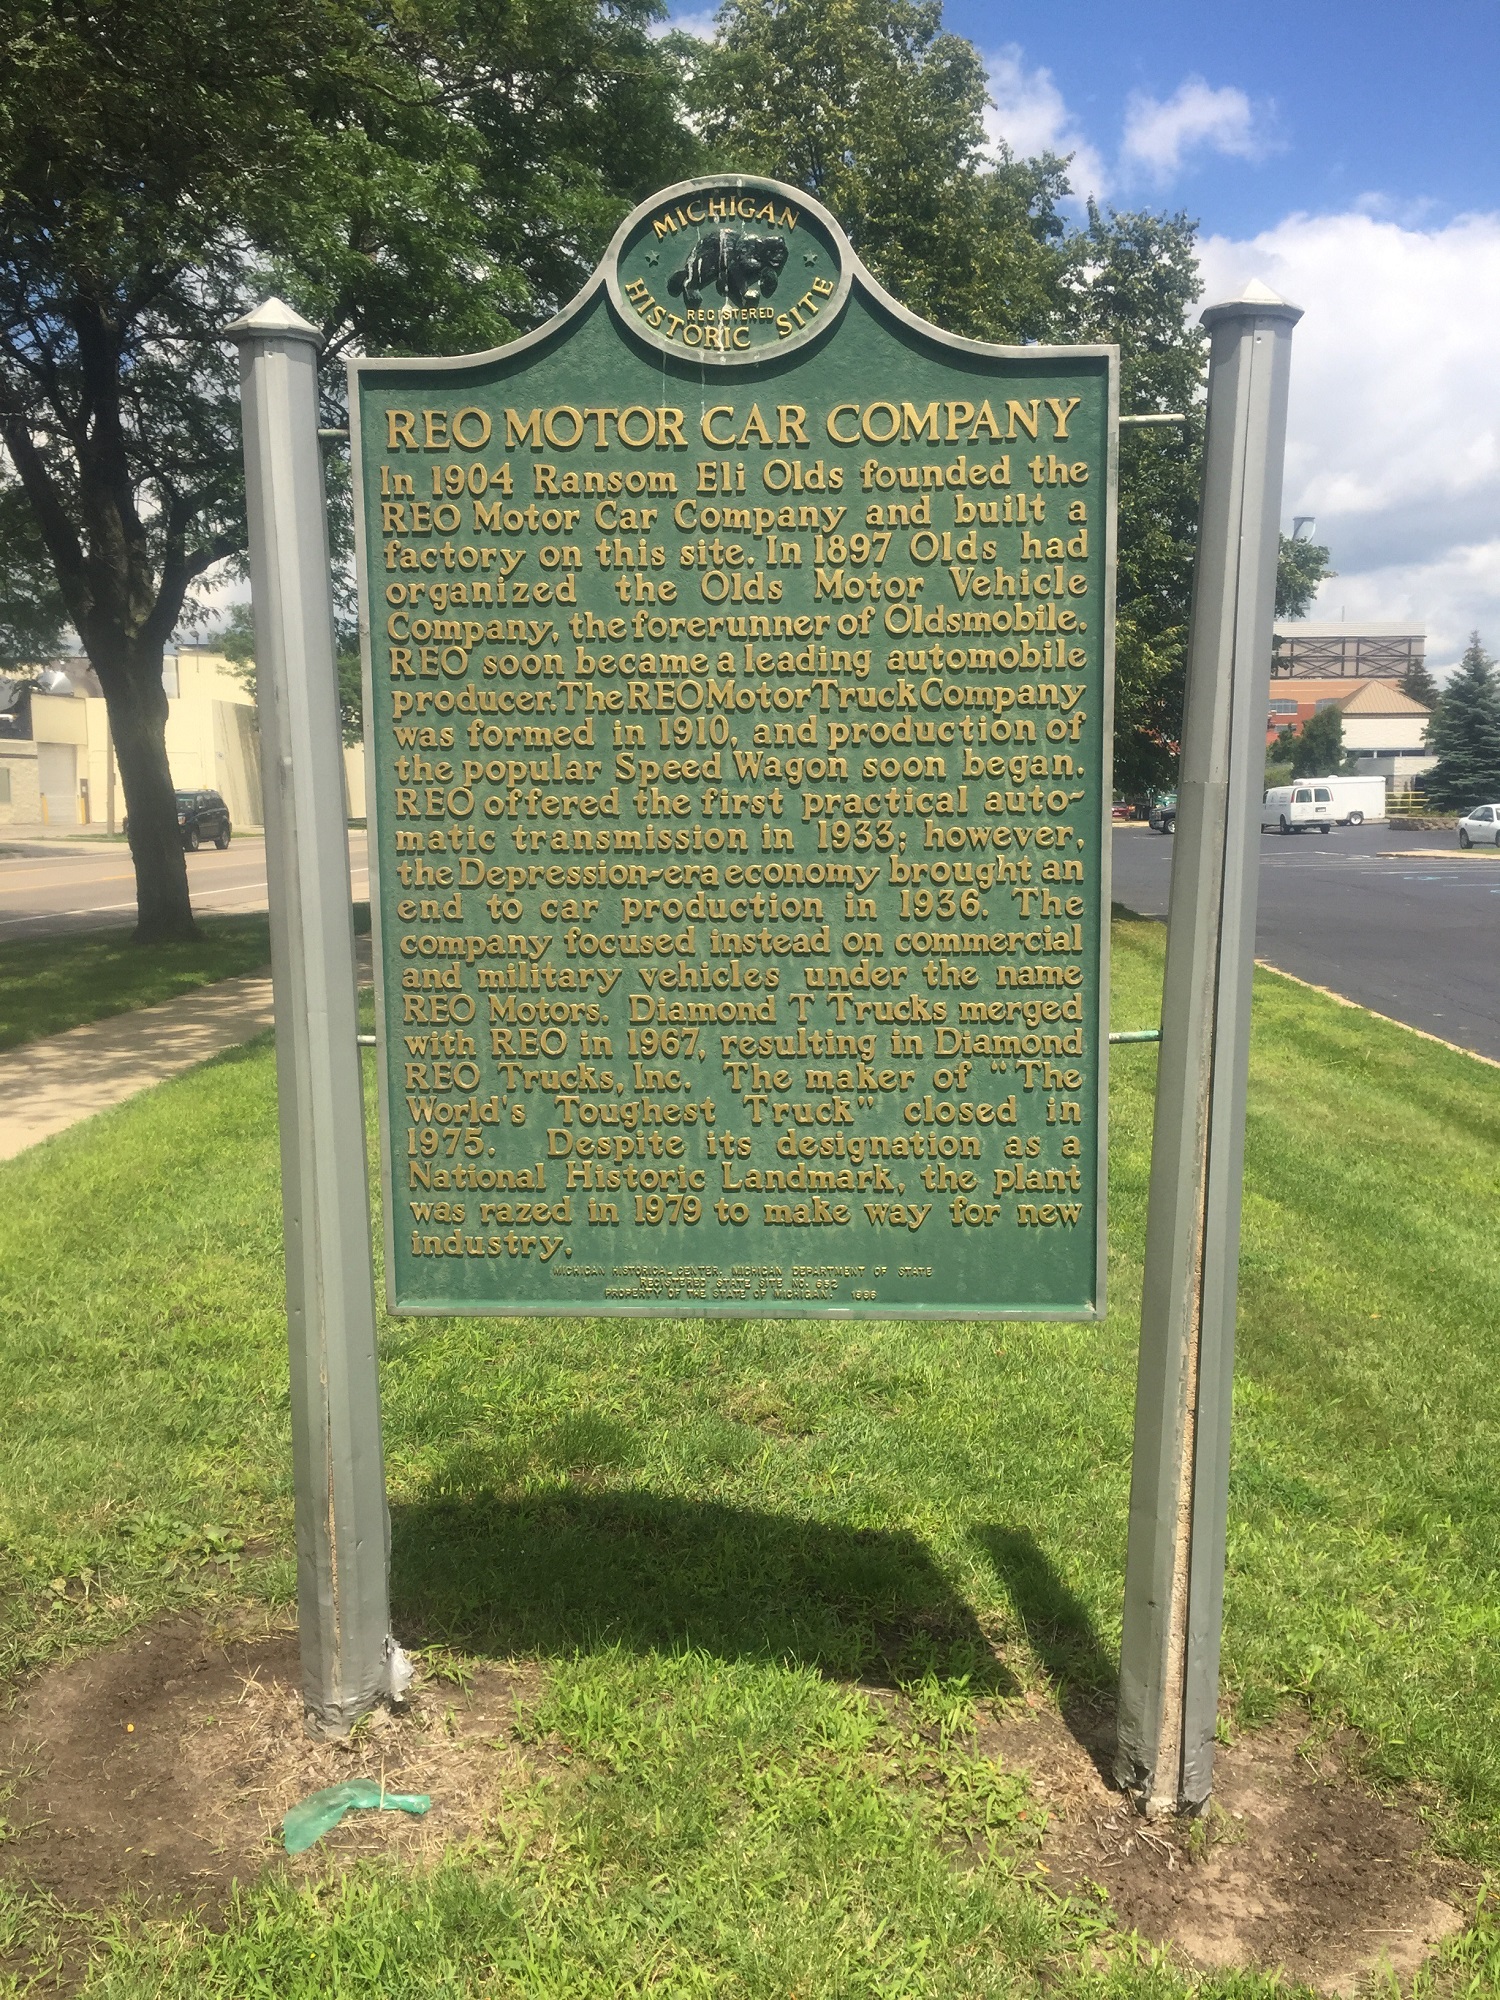 MICHIGAN
REGISTERED
HISTORIC SITE
REO MOTOR CAR COMPANY
In 1904 Ransom Eli Olds founded the
REO Motor Car Company and built a
factory on this site. In 1897 Olds had
organized the Olds Motor Vehicle
Company, the forerunner of Oldsmobile.
REO soon became a leading automobile
producer. The REO Motor Truck Company
was formed in 1910, and production of
the popular Speed Wagon soon began.
REO offered the first practical auto-
matic transmission in 1933; however,
the Depression-era economy brought an
end to car production in 1936. The
company focused instead on commercial
and military vehicles under the name
REO Motors. Diamond T Trucks merged
with REO in 1967, resulting in Diamond
REO Trucks, Inc. The maker of "The
World's Toughest Truck" closed in
1975. Despite its designation as a
National Historic Landmark, the plant
was razed in 1979 to make way for new
industry.
MICHIGAN HISTORICAL CENTER, MICHIGAN DEPARTMENT OF STATE
REGISTERED STATE SITE NO.
PROPERTY OF THE STATE OF MICHIGAN,